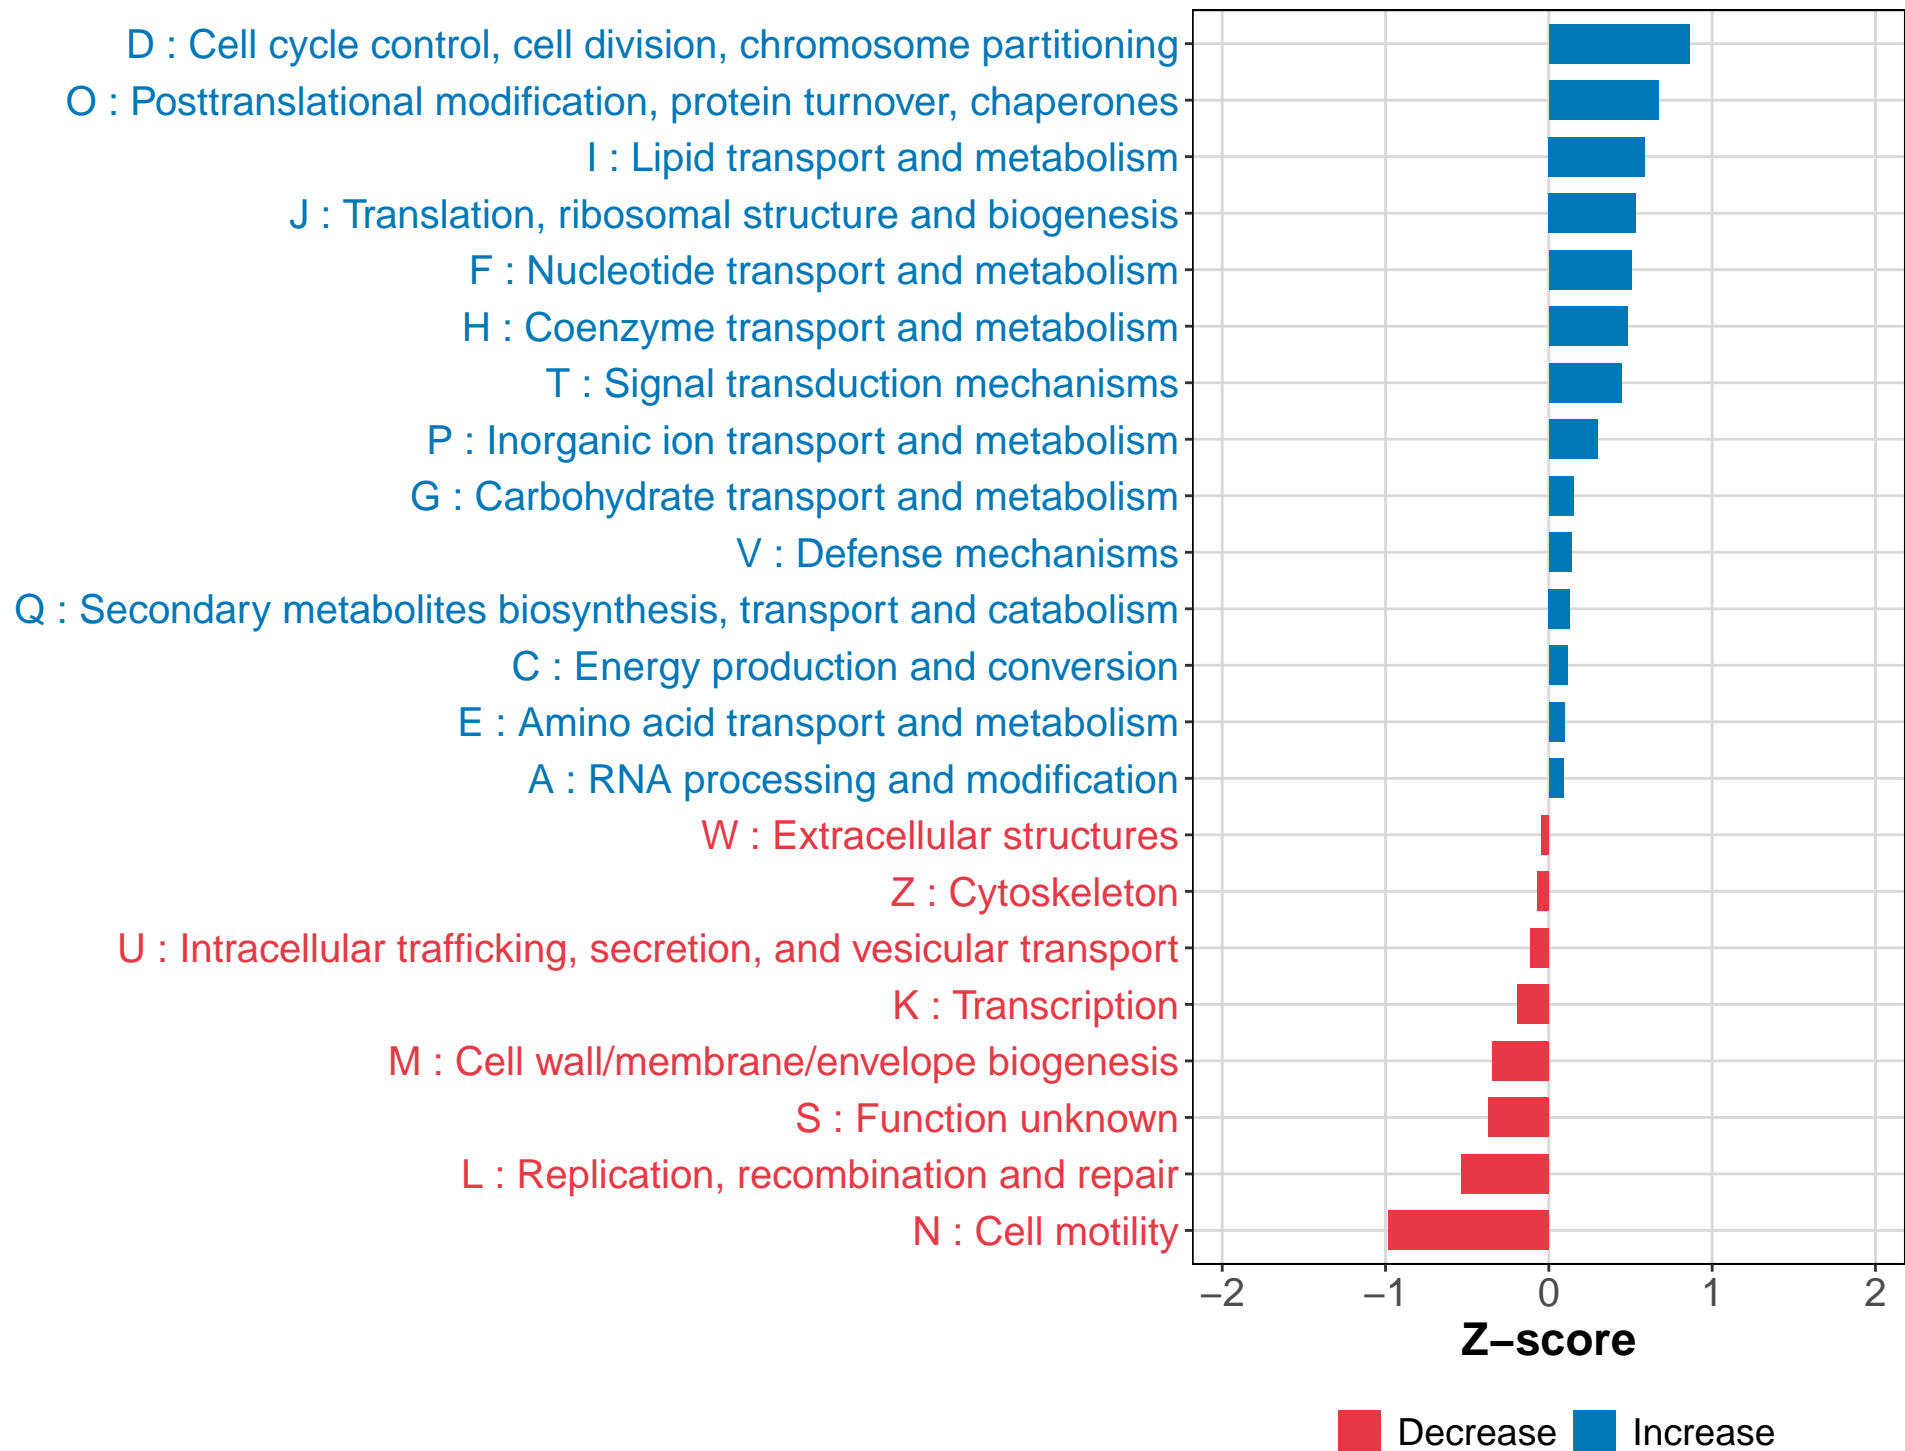 D : Cell cycle control, cell division, chromosome partitioning
O : Posttranslational modification, protein turnover, chaperones
I : Lipid transport and metabolism
J : Translation, ribosomal structure and biogenesis
F : Nucleotide transport and metabolism
H : Coenzyme transport and metabolism
T : Signal transduction mechanisms
P : Inorganic ion transport and metabolism
G : Carbohydrate transport and metabolism
V : Defense mechanisms
Q : Secondary metabolites biosynthesis, transport and catabolism
C : Energy production and conversion
E : Amino acid transport and metabolism
A : RNA processing and modification
W : Extracellular structures
Z : Cytoskeleton
U : Intracellular trafficking, secretion, and vesicular transport
K : Transcription
M : Cell wall/membrane/envelope biogenesis
S : Function unknown
L : Replication, recombination and repair
N : Cell motility
−2 −1 0 1 2
Z−score
Decrease Increase